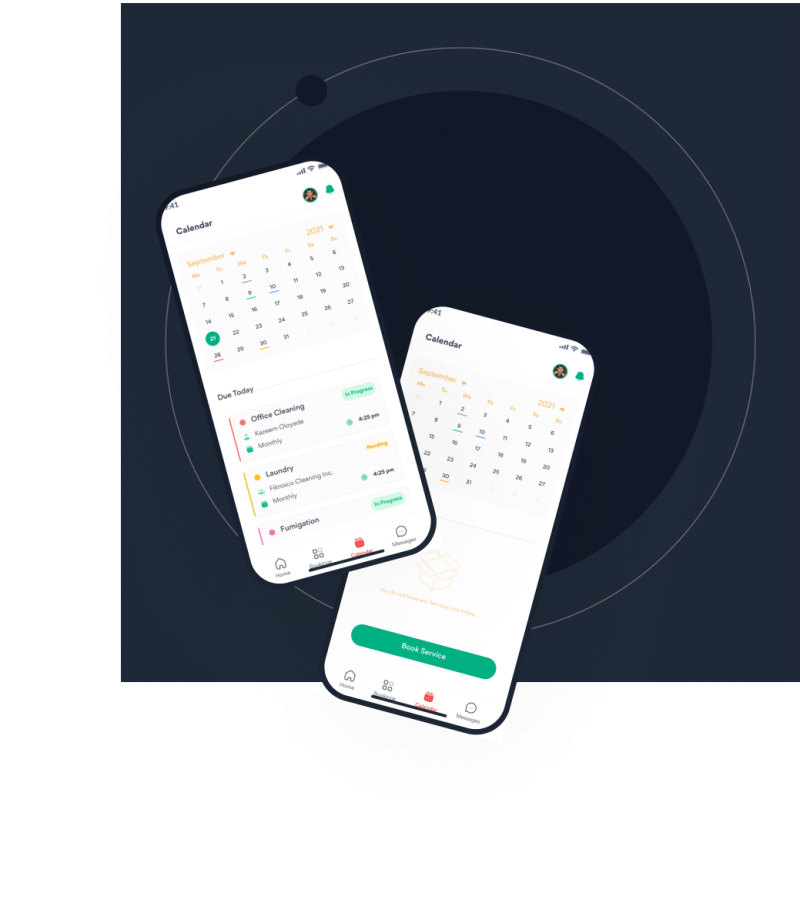 9:41
Calendar
September 2021
Mo Tu We Th Fr Sa Su
31 1 2 3 4 5 6
7 8 9 10 11 12 13
14 15 16 17 18 19 20
21 22 23 24 25 26 27
28 29 30 31 1 2 3
Due Today
Office Cleaning In Progress
Kazeem Oloyede
Monthly 4:25 pm
Laundry Pending
Fikrosco Cleaning Inc.
Monthly 4:25 pm
Fumigation In Progress
Home Bookings Calendar Messages
:41
Calendar
September 2021
Mo Tu We Th Fr Sa Su
1 2 3 4 5 6
7 8 9 10 11 12 13
15 16 17 18 19 20
22 23 24 25 26 27
30 31
You do not have any Services due today...
Book Service
Home Bookings Calendar Messages